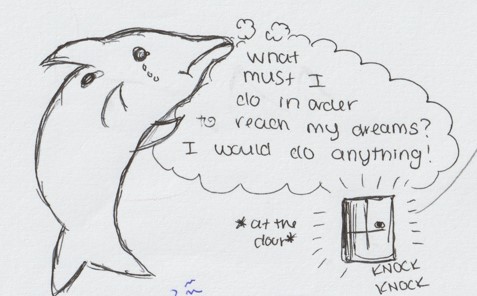 what
must I
do in order
to reach my dreams?
I would do anything!
*at the
door*
KNOCK
KNOCK